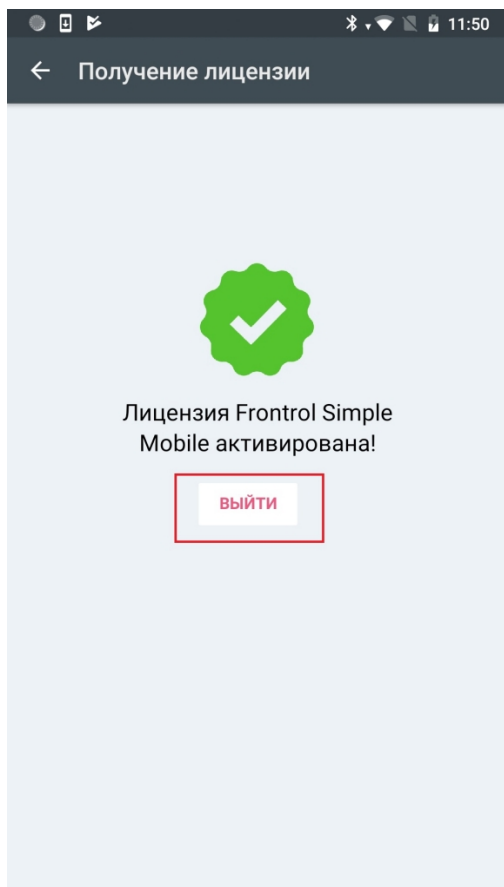 11:50
Получение лицензии
Лицензия Frontrol Simple
Mobile активирована!
ВЫЙТИ